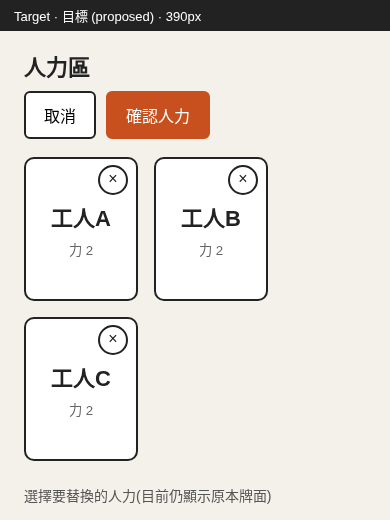 Target · 目標 (proposed) · 390px
人力區
取消
確認人力
×
×
工人A
工人B
力 2
力 2
×
工人C
力 2
選擇要替換的人力(目前仍顯示原本牌面)